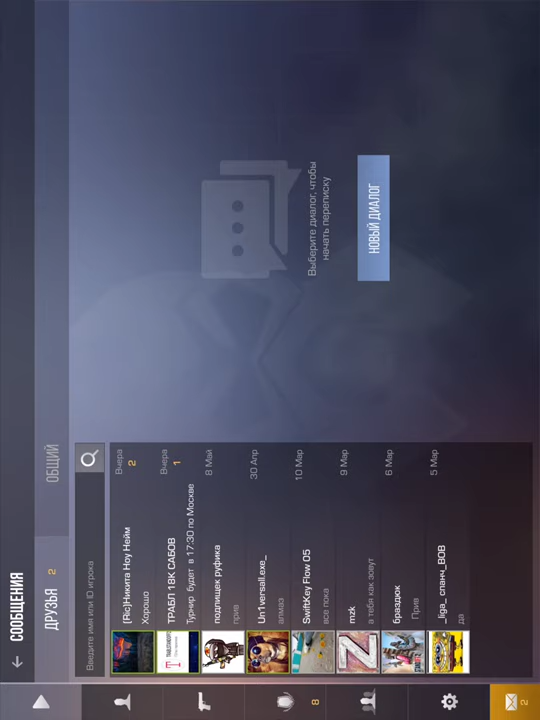 СООБЩЕНИЯ
ДРУЗЬЯ 2
ОБЩИЙ
Введите имя или ID игрока
[Ric]Никита Ноу Нейм Вчера
Хорошо 2
ТРАБЛ 18К САБОВ Вчера
Турнир будет в 17:30 по Москве 1
подпищек руфика 8 Май
прив
Un1versall.exe_ 30 Апр
алмаз
SwiftKey Flow 05 10 Мар
все пока
mzk 9 Мар
а тебя как зовут
браздюк 6 Мар
Прив
_liga_ спанч_BOB 5 Мар
да
Выберите диалог, чтобы
начать переписку
НОВЫЙ ДИАЛОГ
8
2